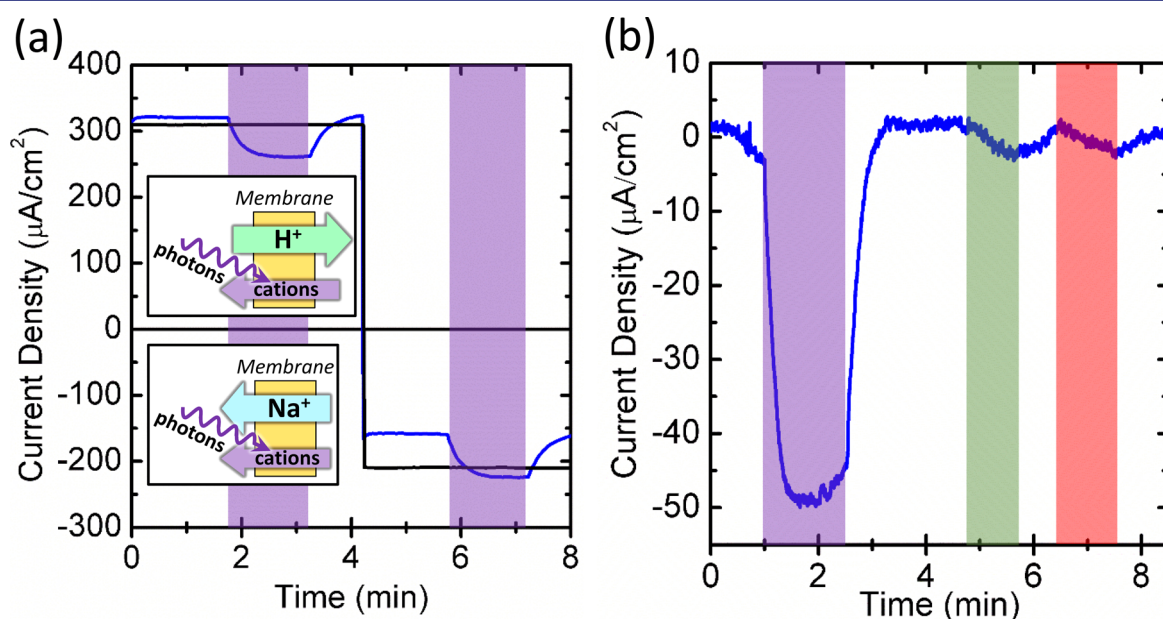 (a)
Current Density (µA/cm²)
400
300
200
100
0
-100
-200
-300
Membrane
H⁺
photons
cations
Membrane
Na⁺
photons
cations
0 2 4 6 8
Time (min)
(b)
Current Density (µA/cm²)
10
0
-10
-20
-30
-40
-50
0 2 4 6 8
Time (min)